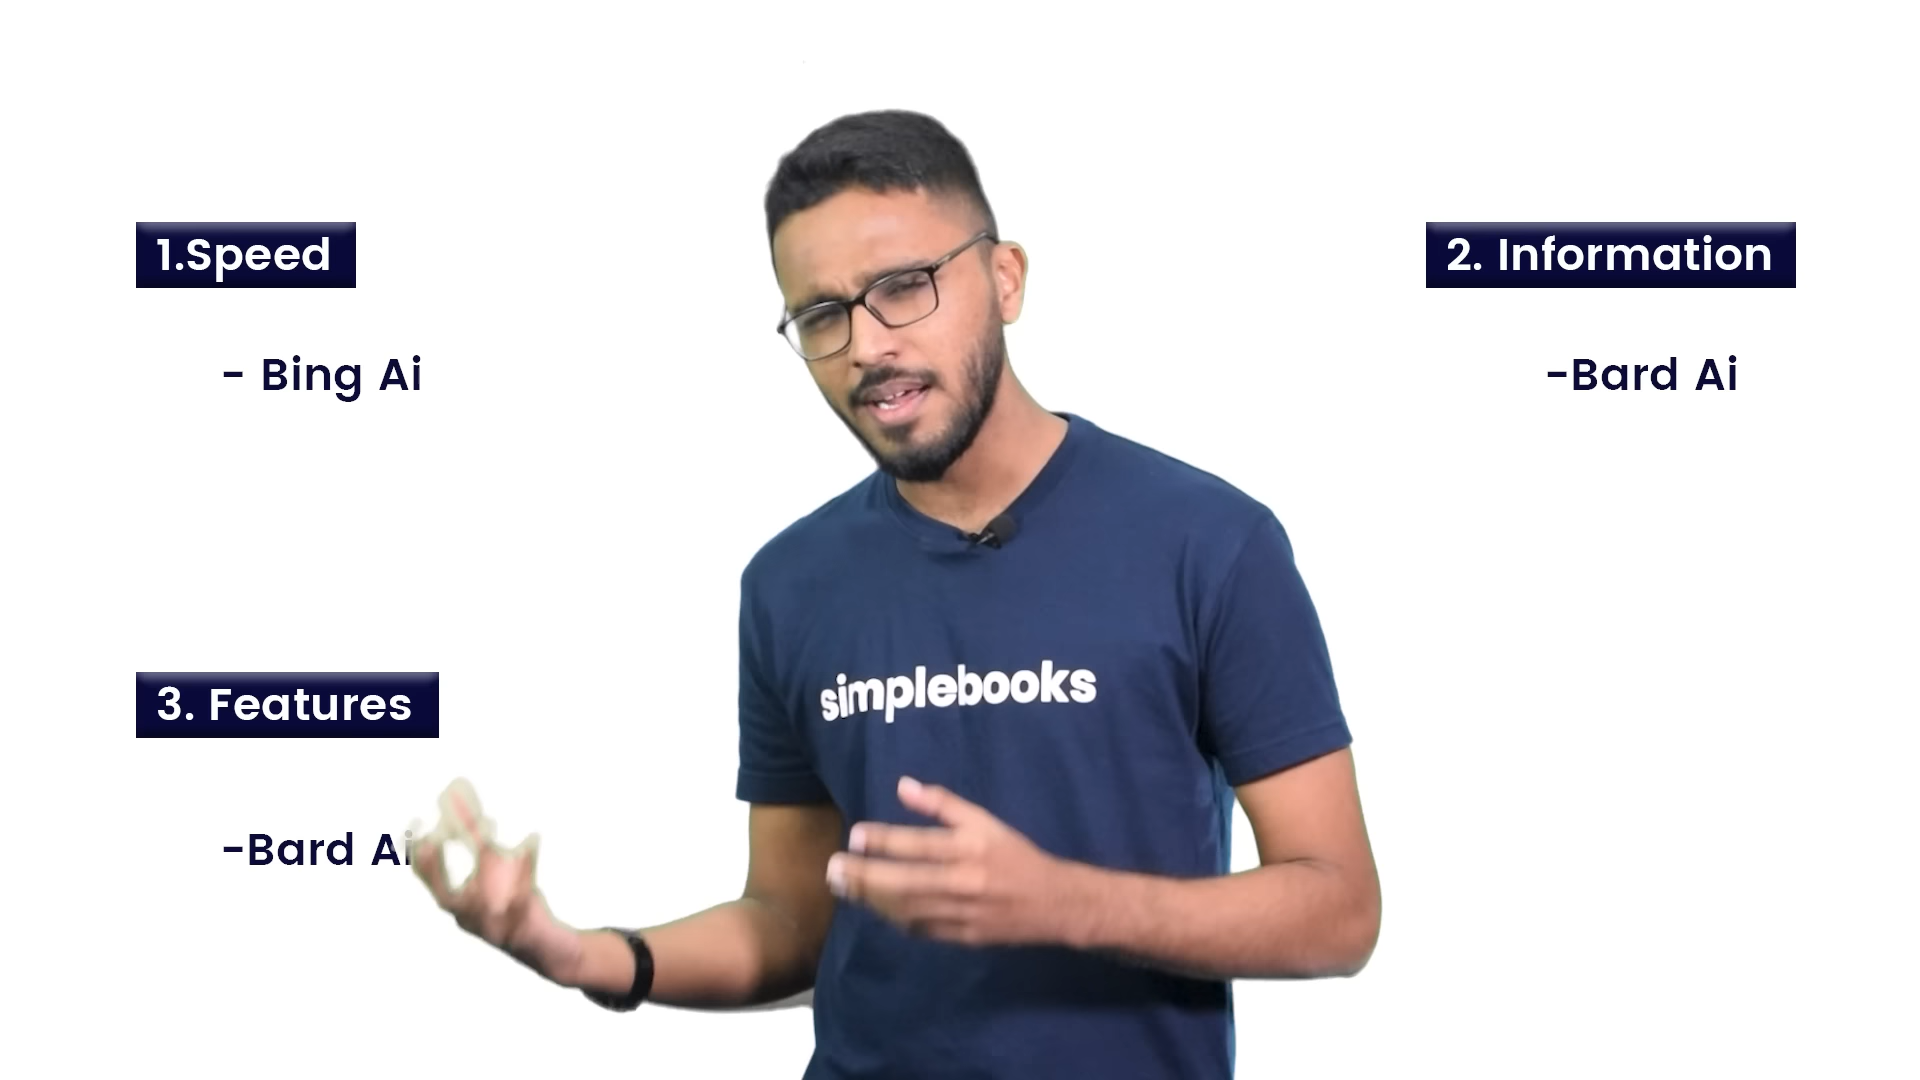 1.Speed
2. Information
- Bing Ai
-Bard Ai
simplebooks
3. Features
-Bard Ai